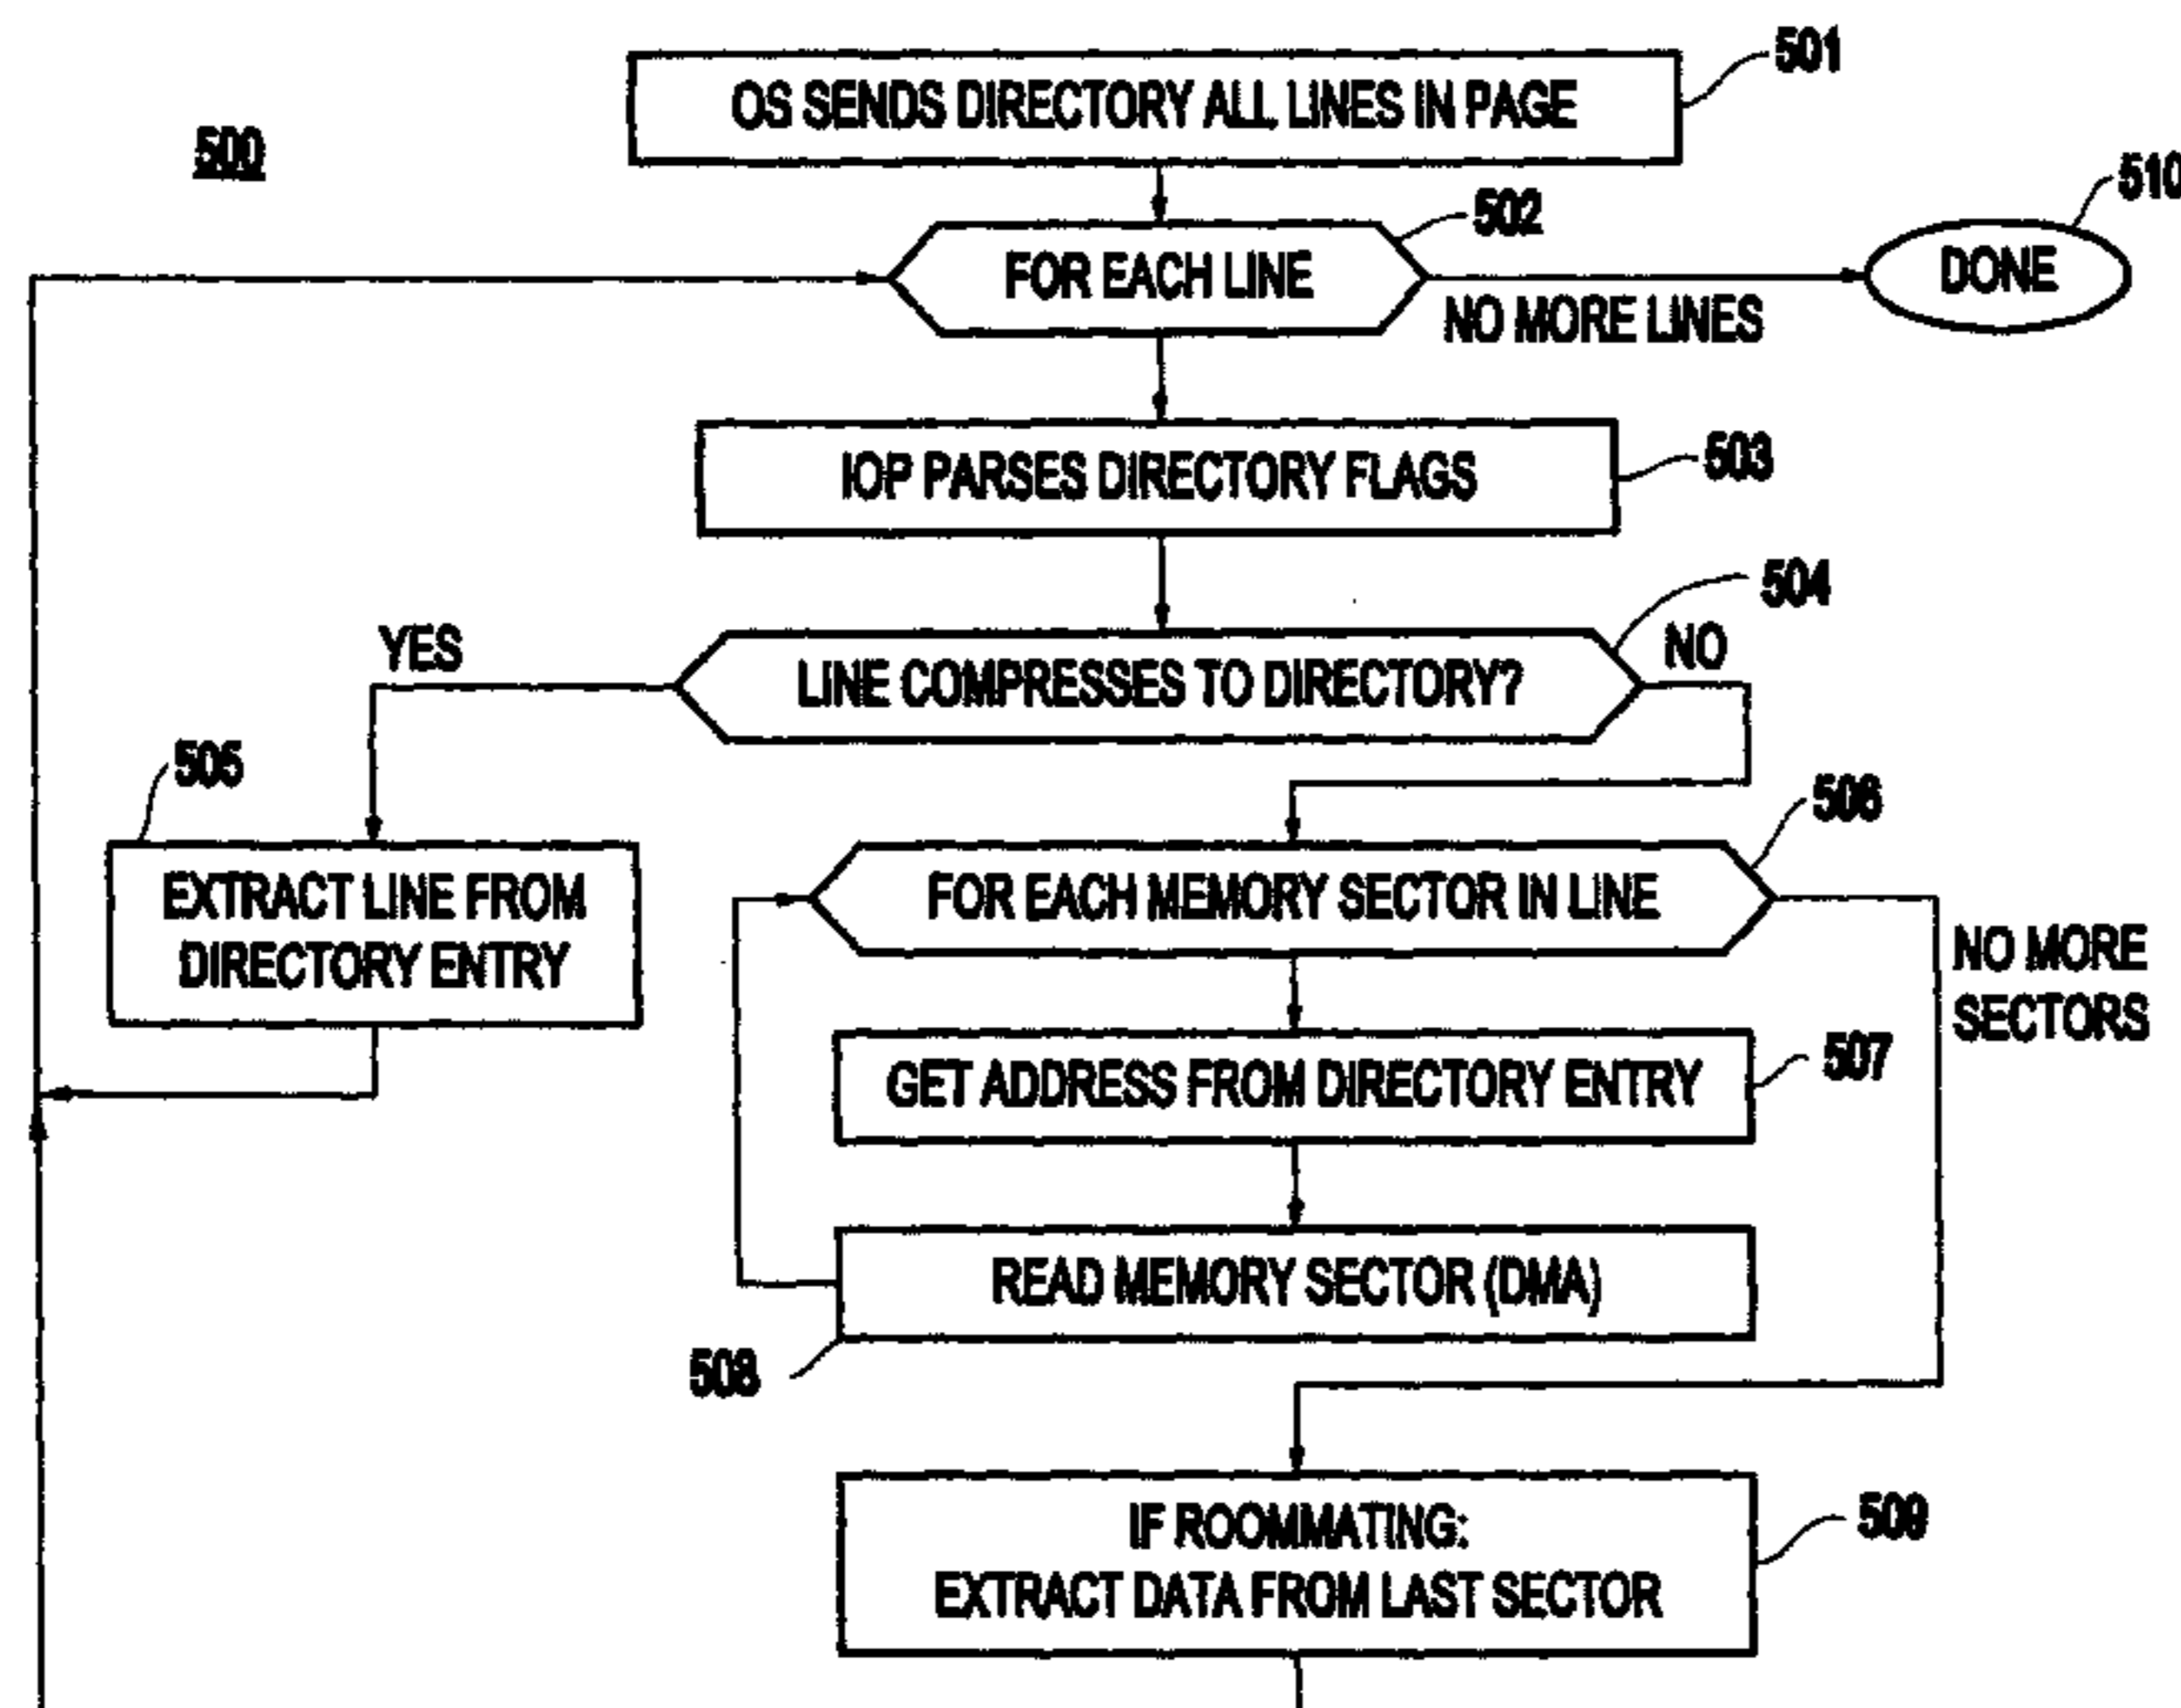 500
OS SENDS DIRECTORY ALL LINES IN PAGE
501
FOR EACH LINE
502
NO MORE LINES
DONE
510
IOP PARSES DIRECTORY FLAGS
503
LINE COMPRESSES TO DIRECTORY?
504
YES
NO
505
EXTRACT LINE FROM
DIRECTORY ENTRY
FOR EACH MEMORY SECTOR IN LINE
506
NO MORE
SECTORS
GET ADDRESS FROM DIRECTORY ENTRY
507
READ MEMORY SECTOR (DMA)
508
IF ROOMMATING:
EXTRACT DATA FROM LAST SECTOR
509